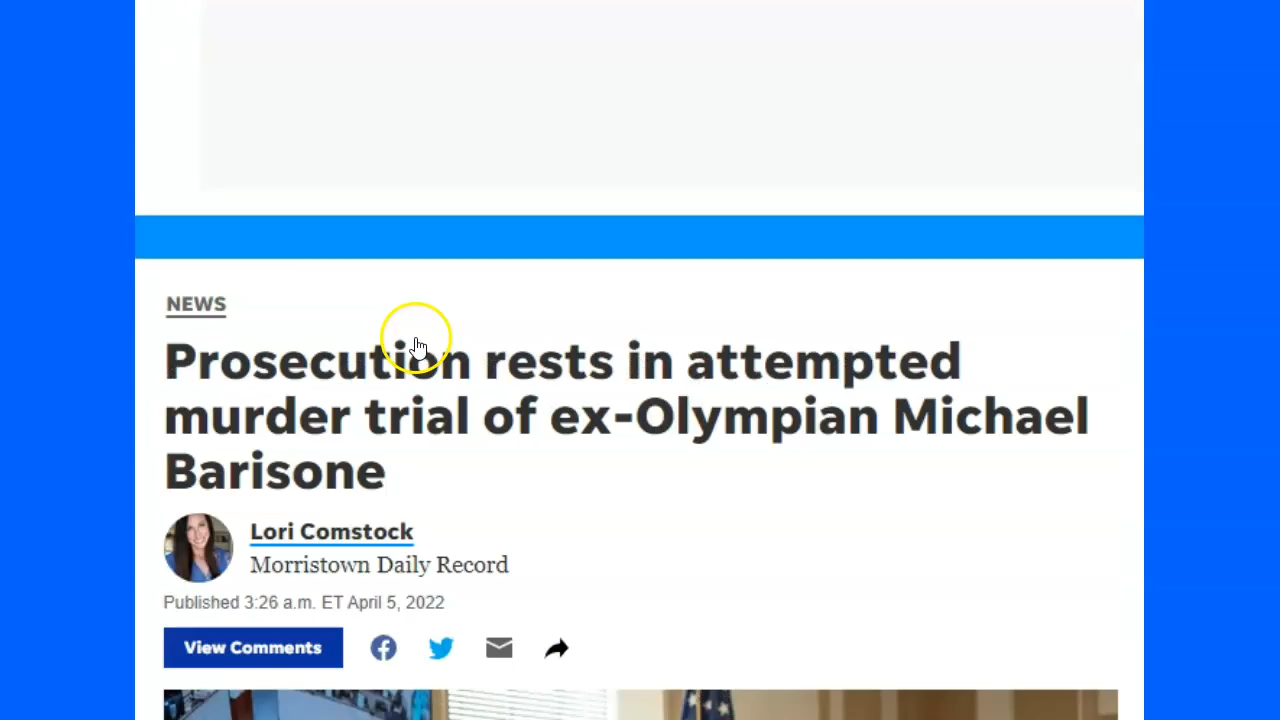 NEWS
Prosecution rests in attempted
murder trial of ex-Olympian Michael
Barisone
Lori Comstock
Morristown Daily Record
Published 3:26 a.m. ET April 5, 2022
View Comments